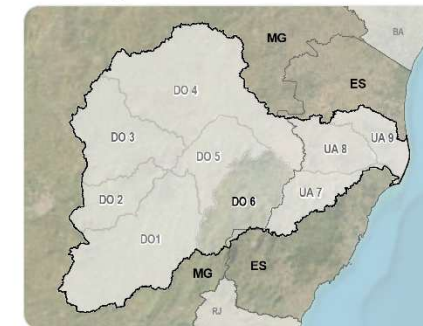 MG
BA
ES
DO 4
DO 3
DO 5
UA 8
UA 9
DO 2
DO 6
UA 7
DO1
MG
ES
RJ